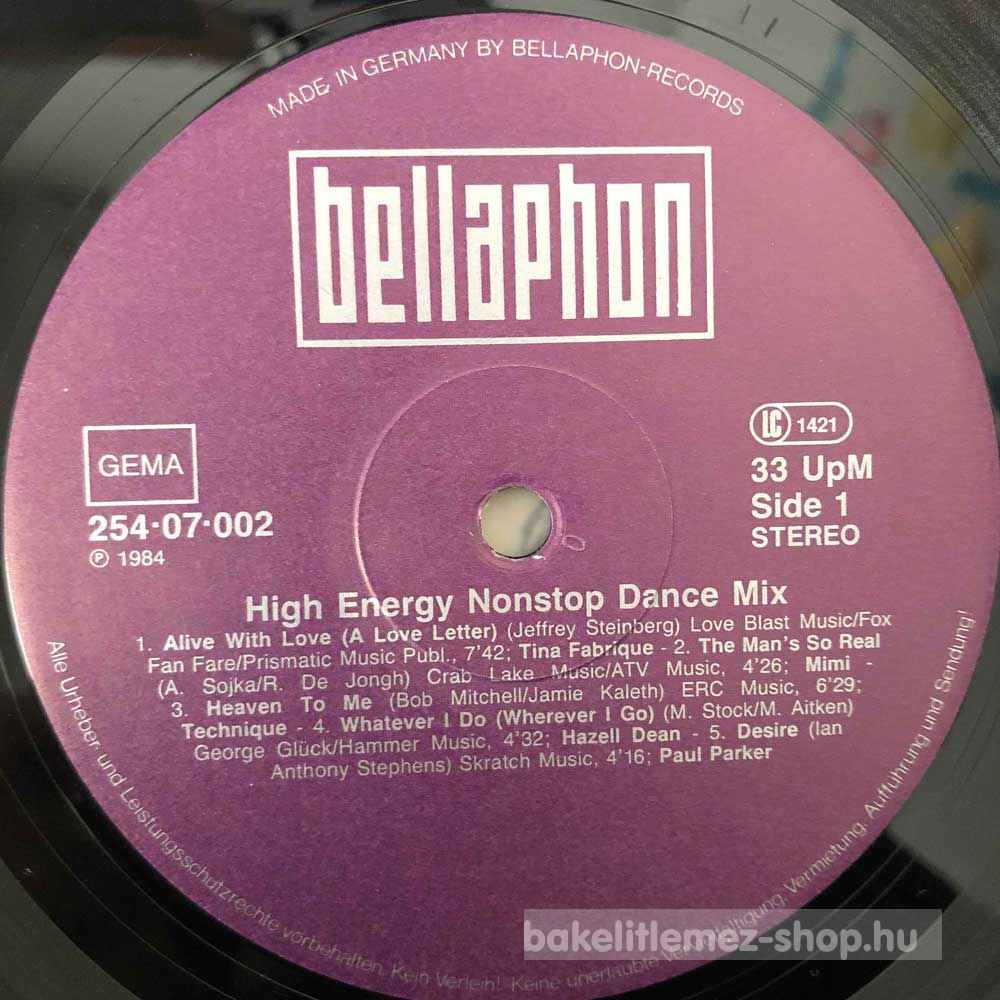 MADE IN GERMANY BY BELLAPHON-RECORDS
bellaphon
GEMA
254·07·002
℗ 1984
LC 1421
33 UpM
Side 1
STEREO
High Energy Nonstop Dance Mix
1. Alive With Love (A Love Letter) (Jeffrey Steinberg) Love Blast Music/Fox
Fan Fare/Prismatic Music Publ., 7'42; Tina Fabrique - 2. The Man's So Real
(A. Sojka/R. De Jongh) Crab Lake Music/ATV Music, 4'26; Mimi -
3. Heaven To Me (Bob Mitchell/Jamie Kaleth) ERC Music, 6'29;
Technique - 4. Whatever I Do (Wherever I Go) (M. Stock/M. Aitken)
George Glück/Hammer Music, 4'32; Hazell Dean - 5. Desire (Ian
Anthony Stephens) Skratch Music, 4'16; Paul Parker
Alle Urheber und Leistungsschutzrechte vorbehalten. Kein Verleih! Keine unerlaubte Vervielfältigung, Vermietung, Aufführung und Sendung!
bakelitlemez-shop.hu